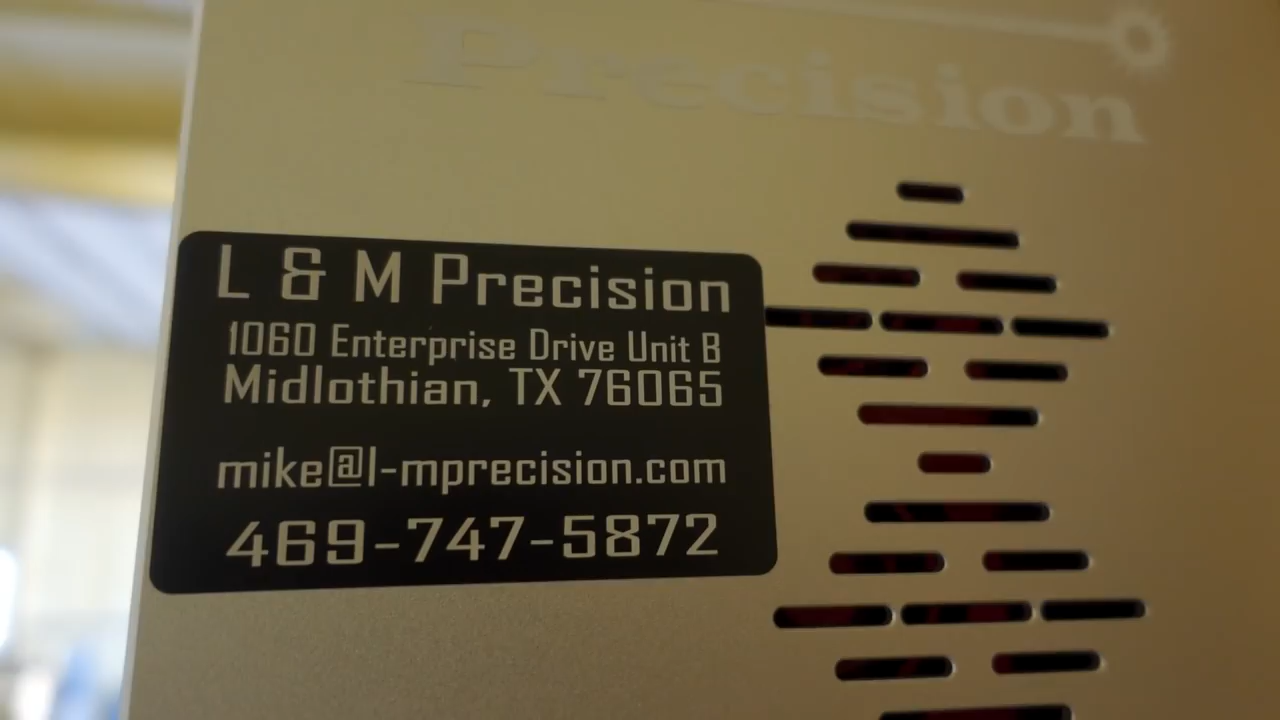 Precision
L & M Precision
1060 Enterprise Drive Unit B
Midlothian, TX 76065
mike@l-mprecision.com
469-747-5872